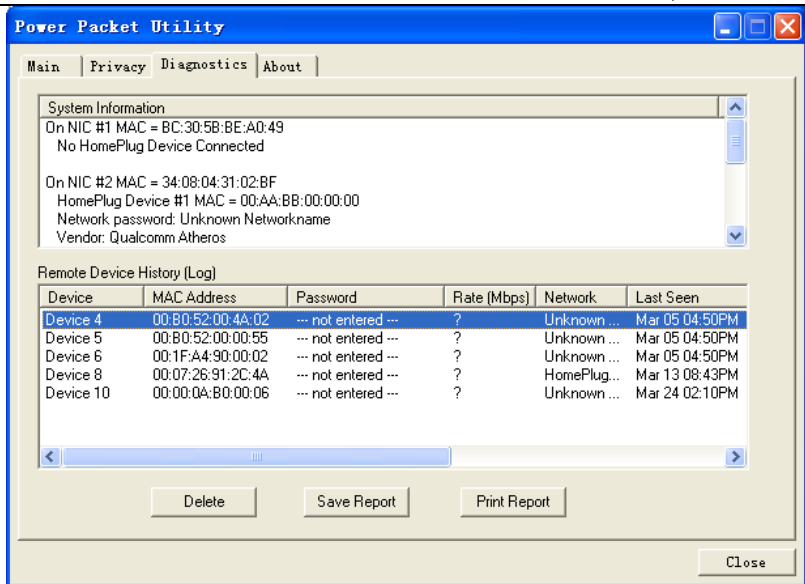 Power Packet Utility
Main Privacy Diagnostics About
System Information
On NIC #1 MAC = BC:30:5B:BE:A0:49
No HomePlug Device Connected
On NIC #2 MAC = 34:08:04:31:02:BF
HomePlug Device #1 MAC = 00:AA:BB:00:00:00
Network password: Unknown Networkname
Vendor: Qualcomm Atheros
Remote Device History (Log)
Device MAC Address Password Rate (Mbps) Network Last Seen
Device 4 00:B0:52:00:4A:02 --- not entered --- ? Unknown ... Mar 05 04:50PM
Device 5 00:B0:52:00:00:55 --- not entered --- ? Unknown ... Mar 05 04:50PM
Device 6 00:1F:A4:90:00:02 --- not entered --- ? Unknown ... Mar 05 04:50PM
Device 8 00:07:26:91:2C:4A --- not entered --- ? HomePlug... Mar 13 08:43PM
Device 10 00:00:0A:B0:00:06 --- not entered --- ? Unknown ... Mar 24 02:10PM
Delete Save Report Print Report
Close